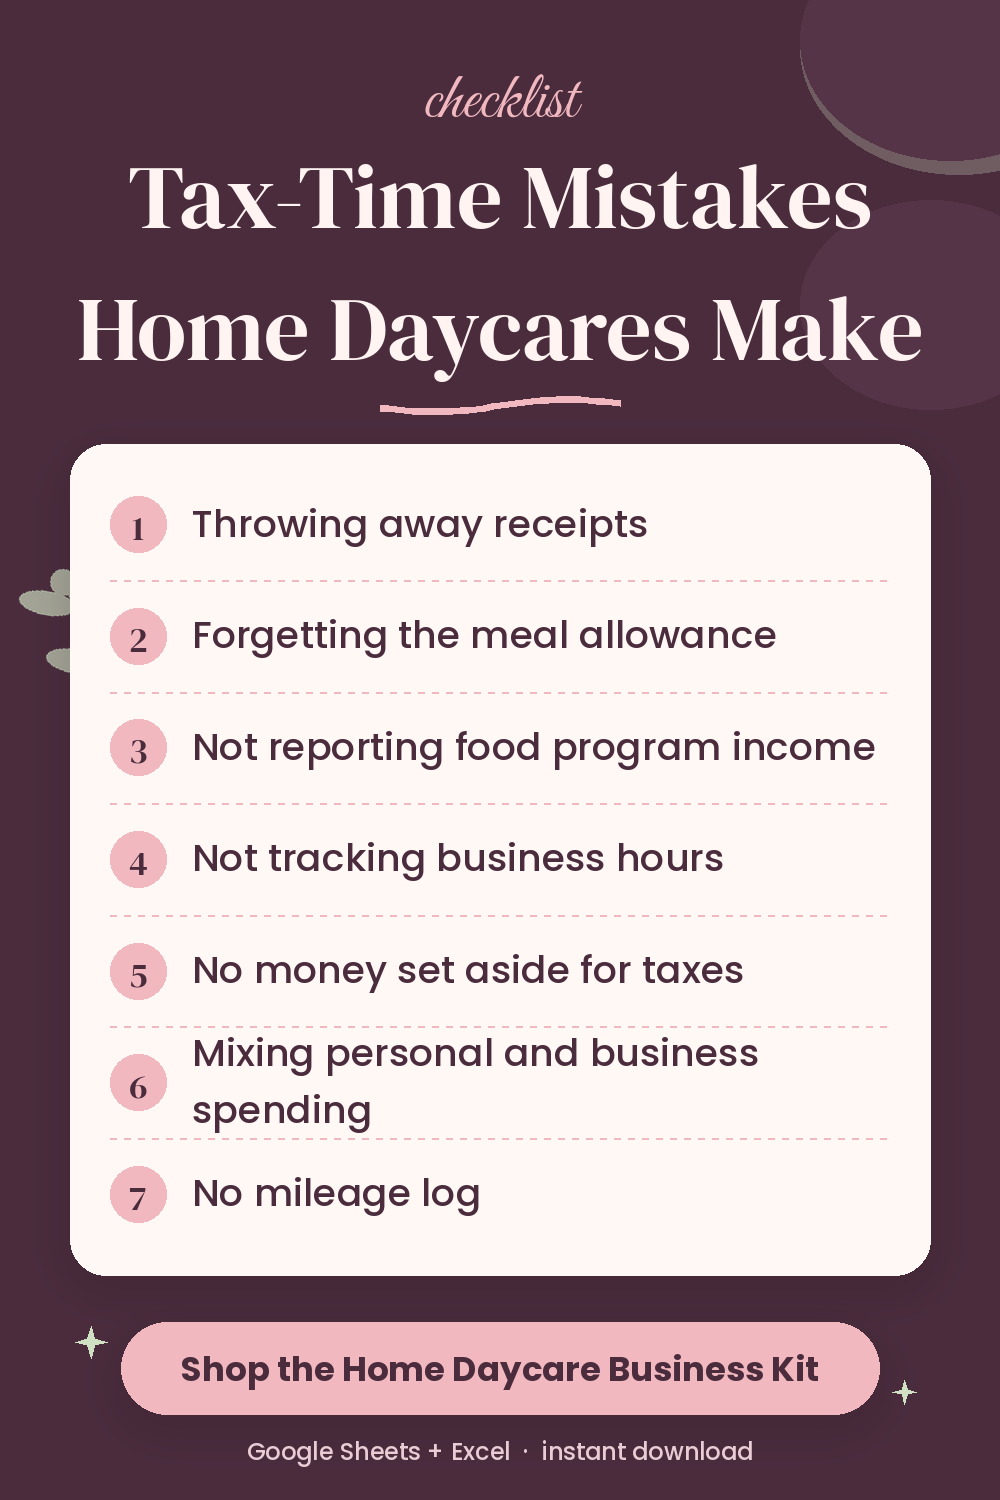 checklist
Tax-Time Mistakes
Home Daycares Make
1 Throwing away receipts
2 Forgetting the meal allowance
3 Not reporting food program income
4 Not tracking business hours
5 No money set aside for taxes
6 Mixing personal and business
spending
7 No mileage log
Shop the Home Daycare Business Kit
Google Sheets + Excel · instant download